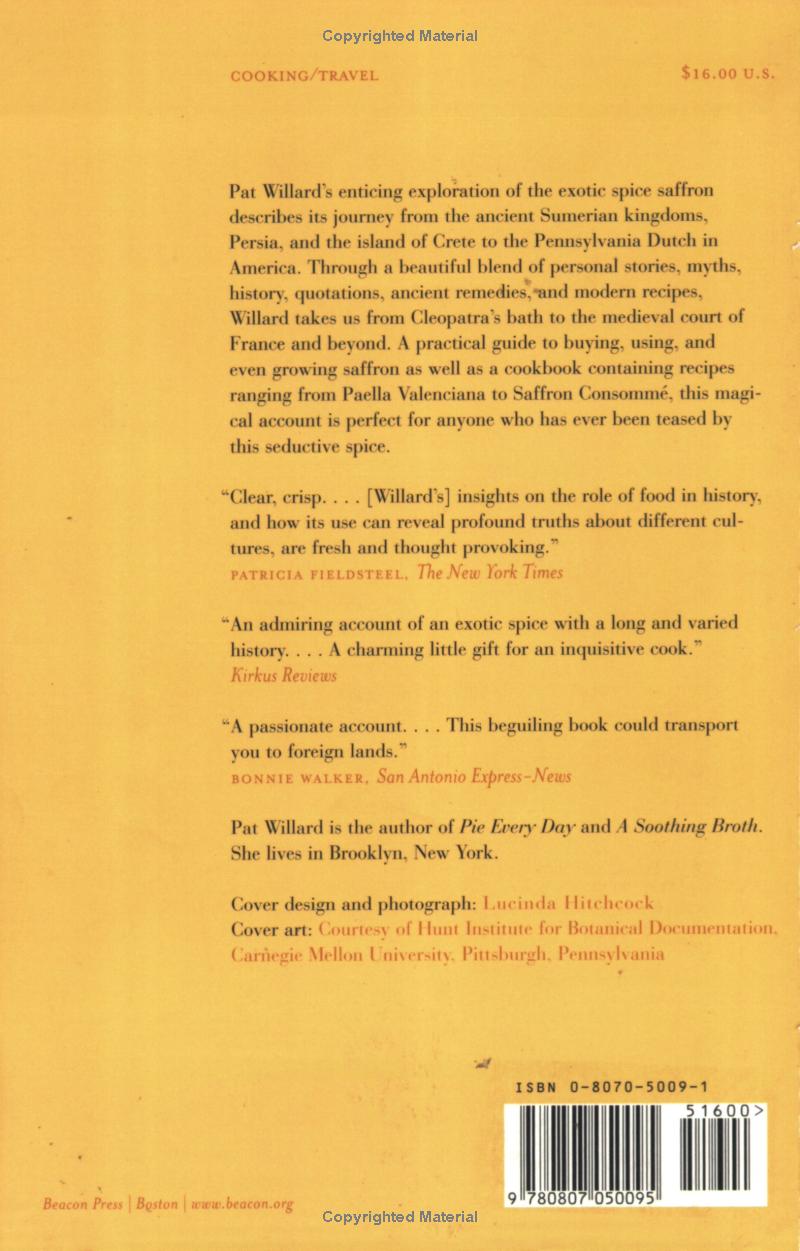 Copyrighted Material
COOKING/TRAVEL
$16.00 U.S.
Pat Willard's enticing exploration of the exotic spice saffron
describes its journey from the ancient Sumerian kingdoms,
Persia, and the island of Crete to the Pennsylvania Dutch in
America. Through a beautiful blend of personal stories, myths,
history, quotations, ancient remedies, and modern recipes,
Willard takes us from Cleopatra's bath to the medieval court of
France and beyond. A practical guide to buying, using, and
even growing saffron as well as a cookbook containing recipes
ranging from Paella Valenciana to Saffron Consommé, this magi-
cal account is perfect for anyone who has ever been teased by
this seductive spice.
“Clear, crisp. . . . [Willard's] insights on the role of food in history,
and how its use can reveal profound truths about different cul-
tures, are fresh and thought provoking.”
PATRICIA FIELDSTEEL, The New York Times
“An admiring account of an exotic spice with a long and varied
history. . . . A charming little gift for an inquisitive cook.”
Kirkus Reviews
“A passionate account. . . . This beguiling book could transport
you to foreign lands.”
BONNIE WALKER, San Antonio Express-News
Pat Willard is the author of Pie Every Day and A Soothing Broth.
She lives in Brooklyn, New York.
Cover design and photograph: Lucinda Hitchcock
Cover art: Courtesy of Hunt Institute for Botanical Documentation,
Carnegie Mellon University, Pittsburgh, Pennsylvania
ISBN 0-8070-5009-1
51600>
9 780807 050095
Beacon Press | Boston | www.beacon.org
Copyrighted Material